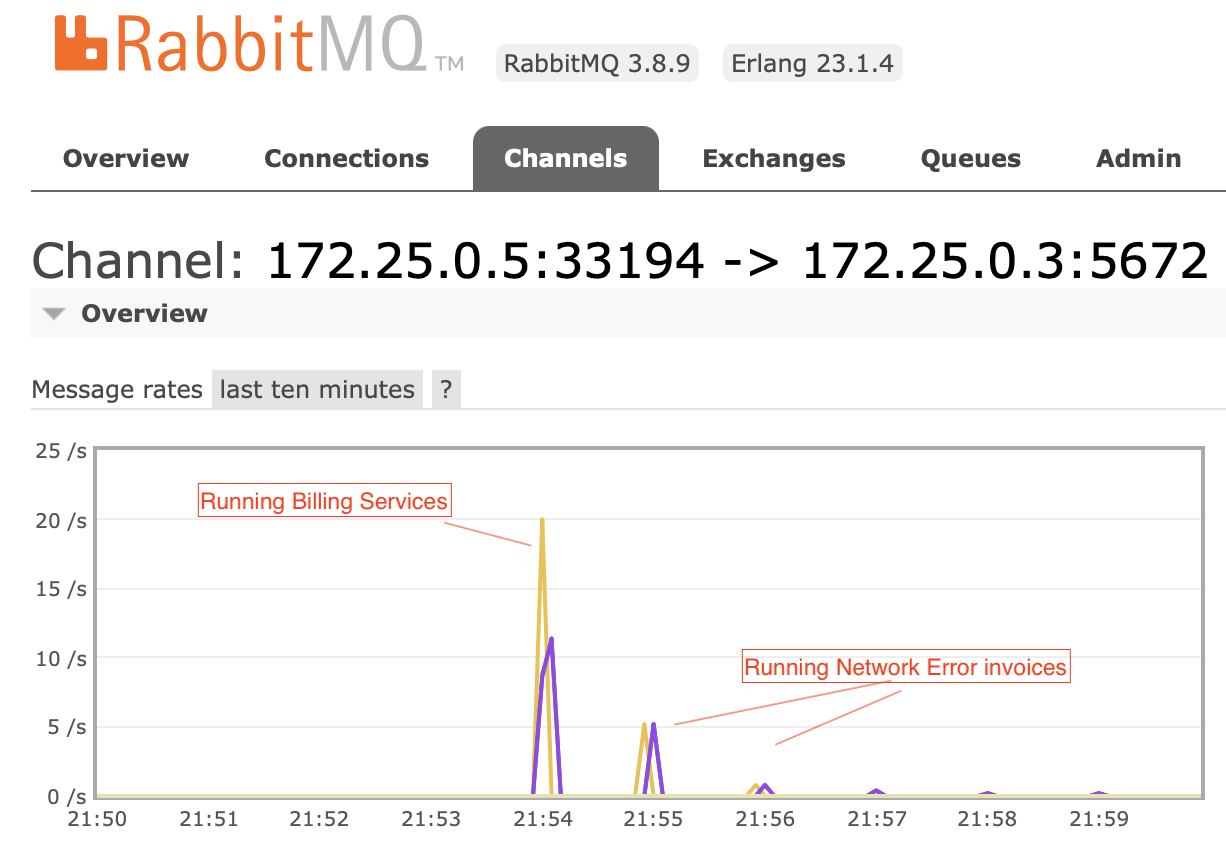 RabbitMQ TM RabbitMQ 3.8.9 Erlang 23.1.4
Overview Connections Channels Exchanges Queues Admin
Channel: 172.25.0.5:33194 -> 172.25.0.3:5672
Overview
Message rates last ten minutes ?
25 /s
Running Billing Services
20 /s
15 /s
10 /s
Running Network Error invoices
5 /s
0 /s
21:50 21:51 21:52 21:53 21:54 21:55 21:56 21:57 21:58 21:59